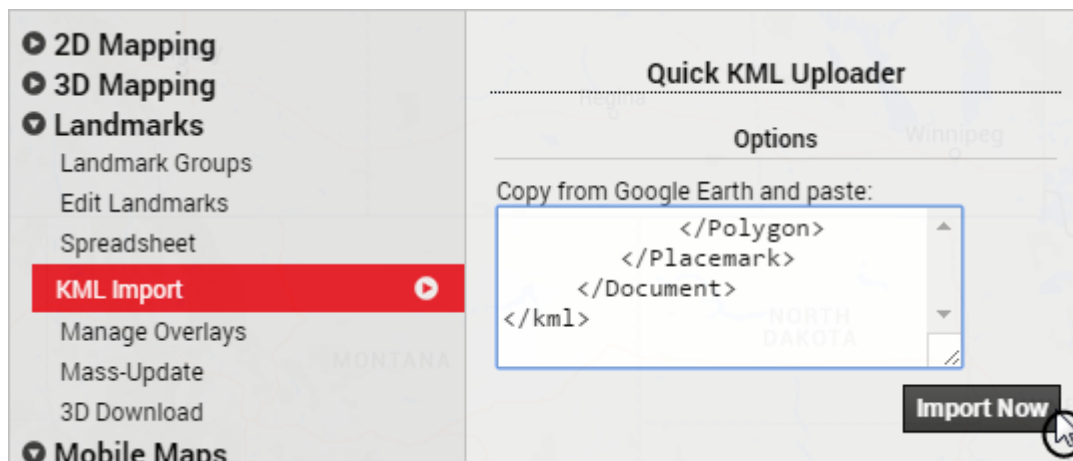 2D Mapping
3D Mapping
Landmarks
Landmark Groups
Edit Landmarks
Spreadsheet
KML Import
Manage Overlays
Mass-Update
3D Download
Mobile Maps
MONTANA
Quick KML Uploader
Regina
Options
Winnipeg
Copy from Google Earth and paste:
</Polygon>
</Placemark>
</Document>
</kml>
NORTH
DAKOTA
Import Now